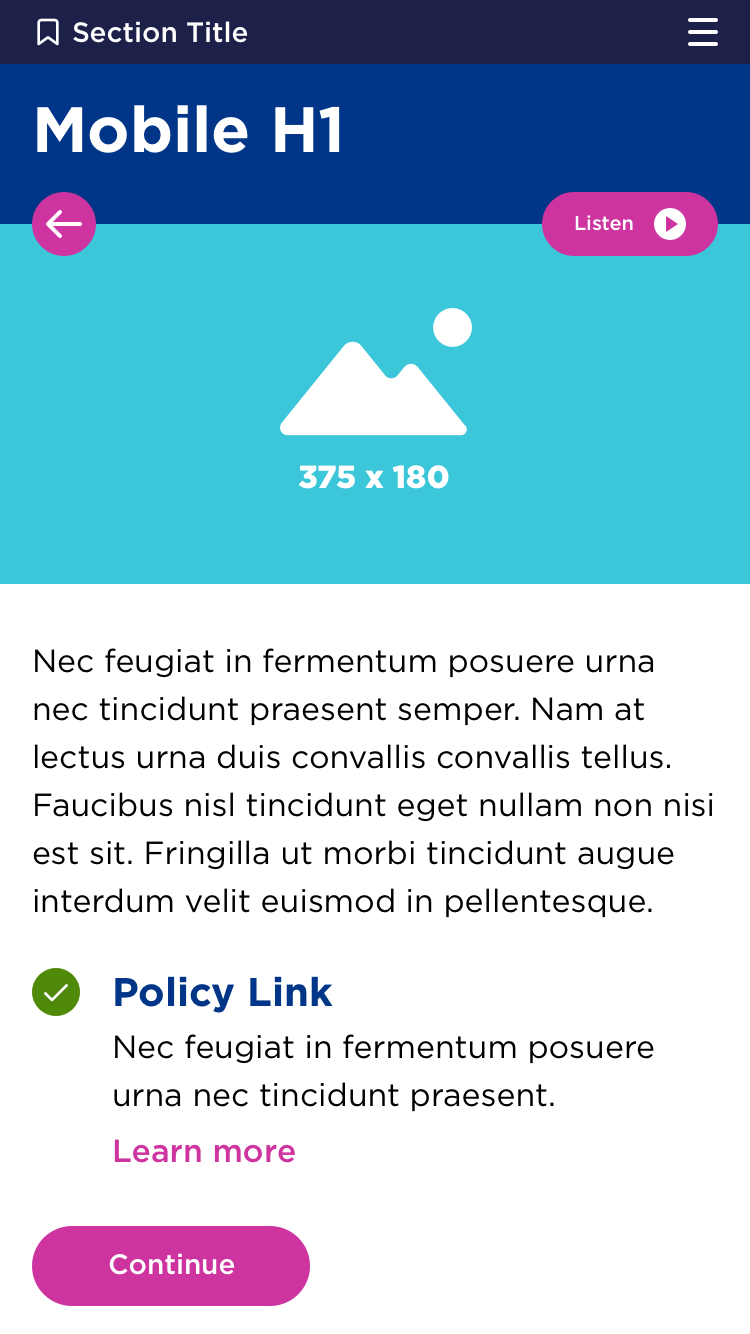 Section Title
Mobile H1
Listen
375 x 180
Nec feugiat in fermentum posuere urna
nec tincidunt praesent semper. Nam at
lectus urna duis convallis convallis tellus.
Faucibus nisl tincidunt eget nullam non nisi
est sit. Fringilla ut morbi tincidunt augue
interdum velit euismod in pellentesque.
Policy Link
Nec feugiat in fermentum posuere
urna nec tincidunt praesent.
Learn more
Continue